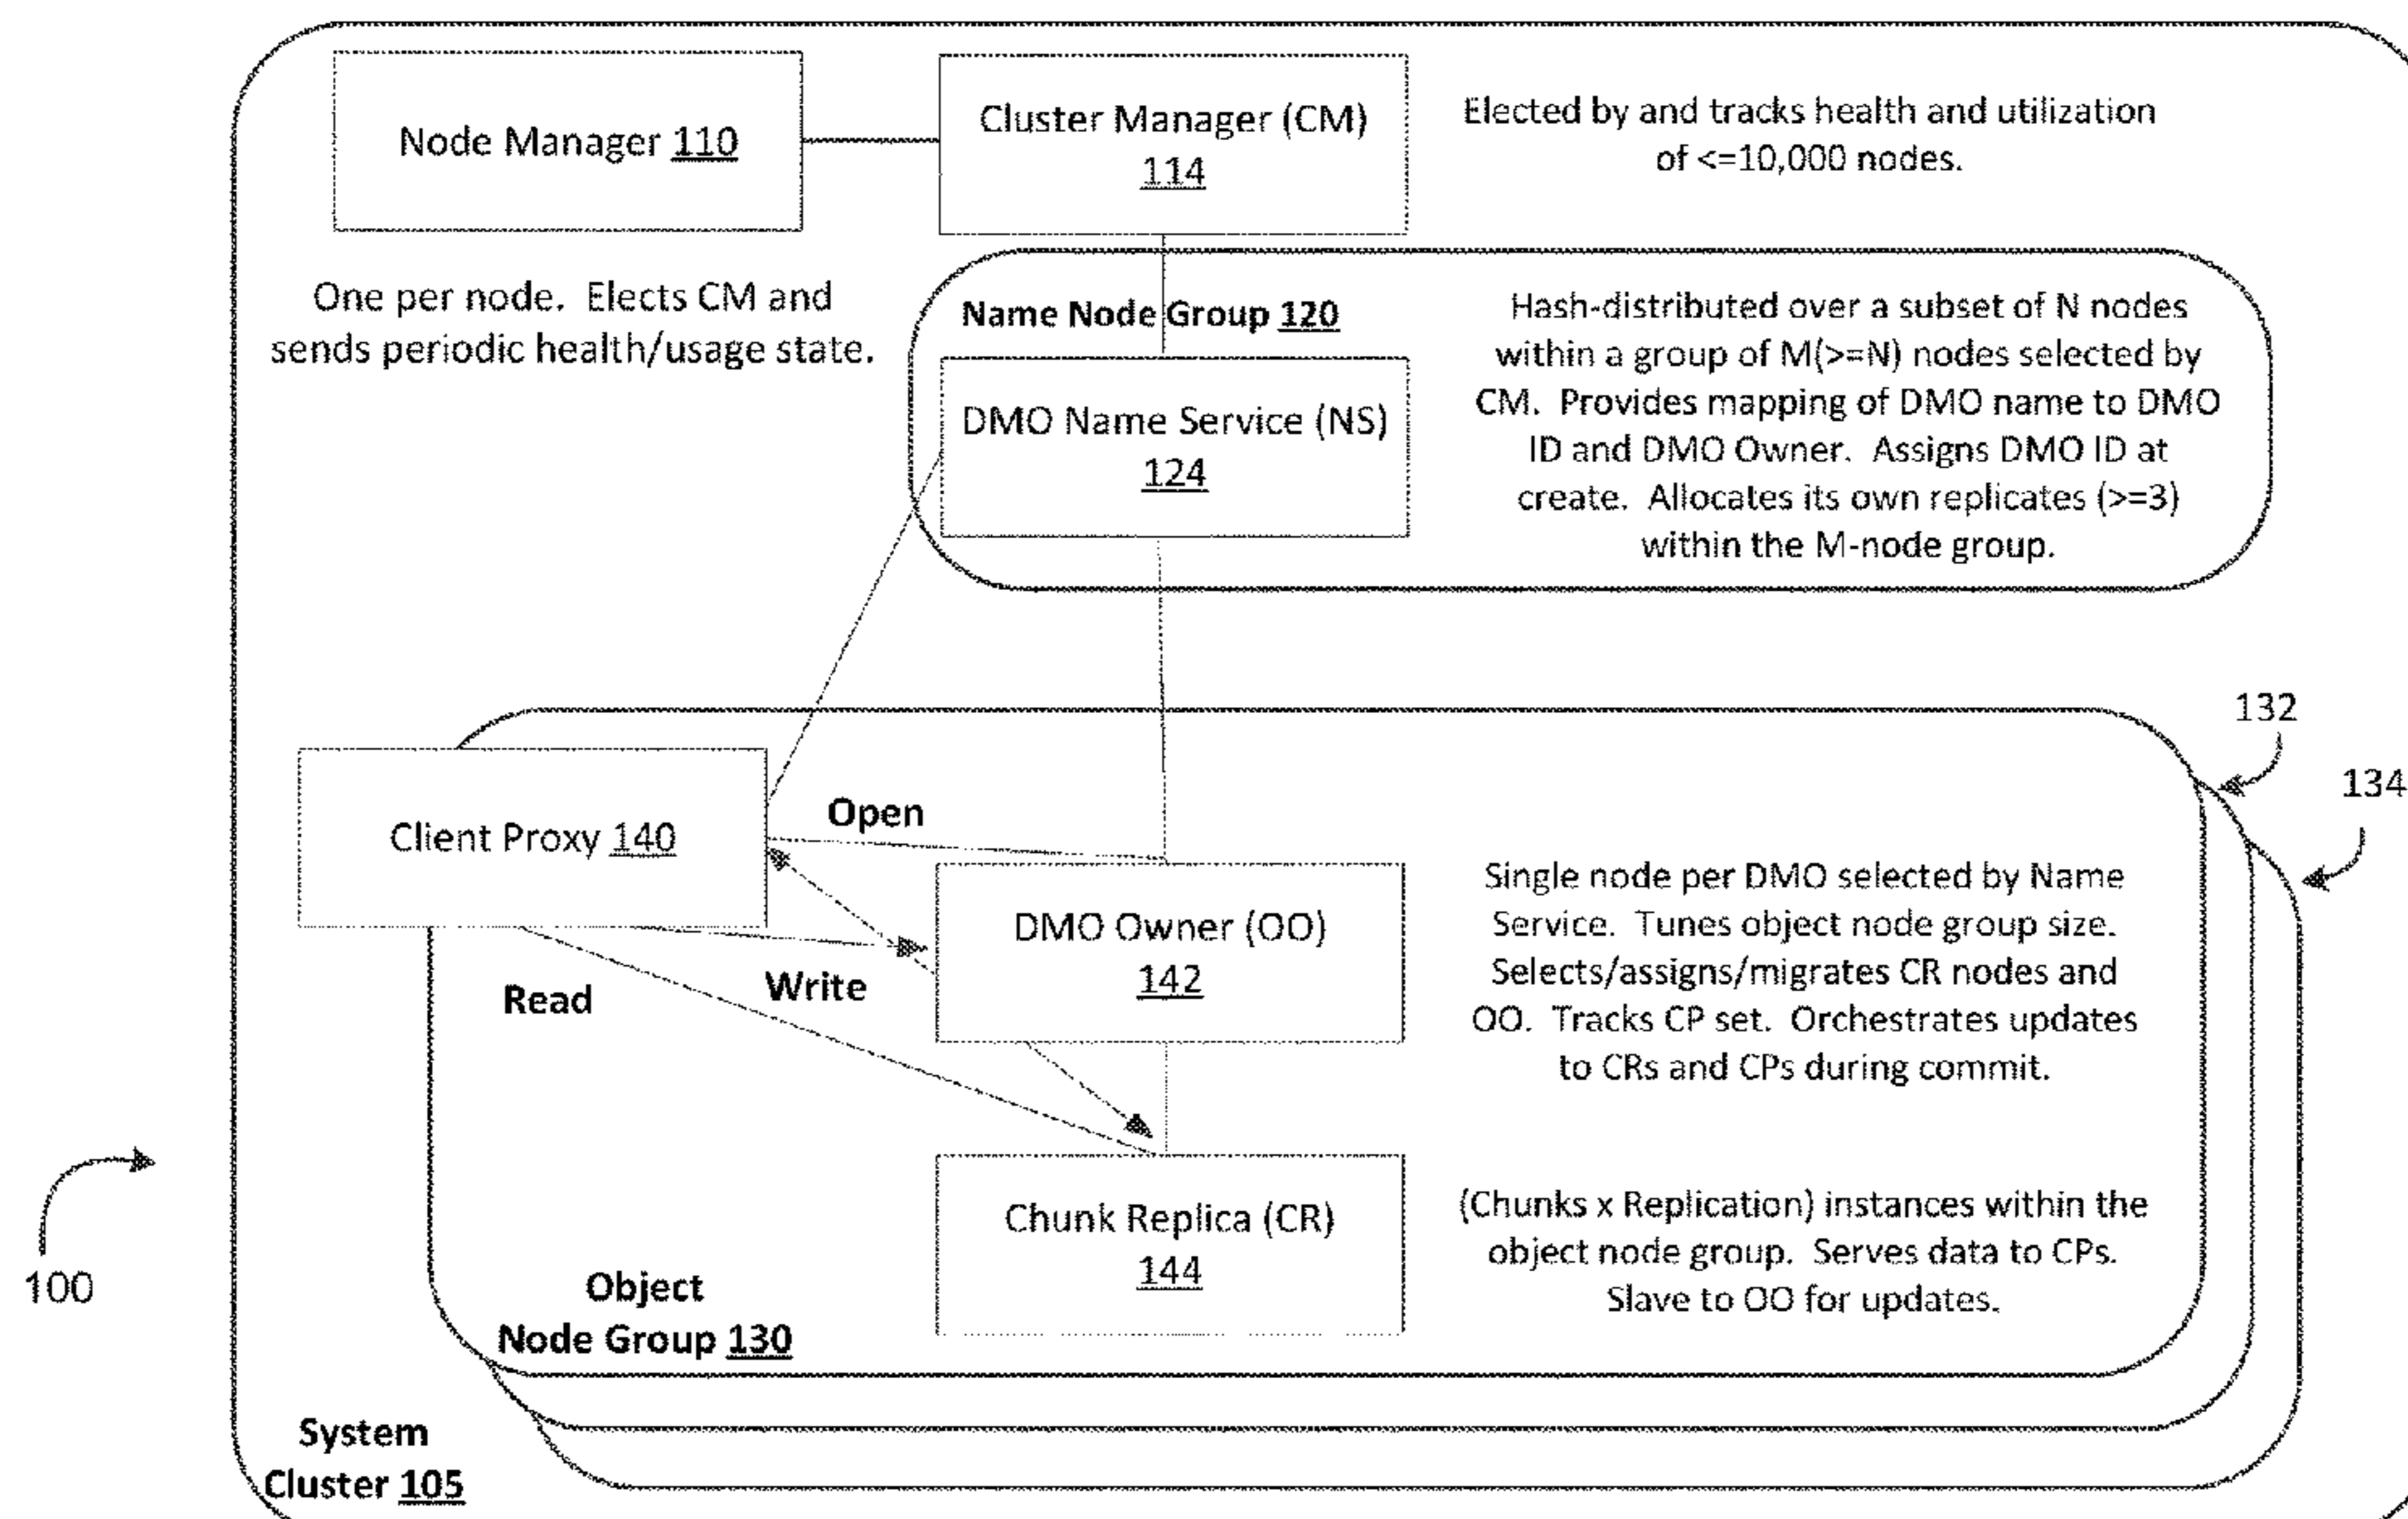 Node Manager 110
Cluster Manager (CM)
114
Elected by and tracks health and utilization
of <=10,000 nodes.
One per node. Elects CM and
sends periodic health/usage state.
Name Node Group 120
DMO Name Service (NS)
124
Hash-distributed over a subset of N nodes
within a group of M(>=N) nodes selected by
CM. Provides mapping of DMO name to DMO
ID and DMO Owner. Assigns DMO ID at
create. Allocates its own replicates (>=3)
within the M-node group.
132
134
Client Proxy 140
Open
DMO Owner (OO)
142
Read
Write
Single node per DMO selected by Name
Service. Tunes object node group size.
Selects/assigns/migrates CR nodes and
OO. Tracks CP set. Orchestrates updates
to CRs and CPs during commit.
Chunk Replica (CR)
144
(Chunks x Replication) instances within the
object node group. Serves data to CPs.
Slave to OO for updates.
Object
Node Group 130
100
System
Cluster 105